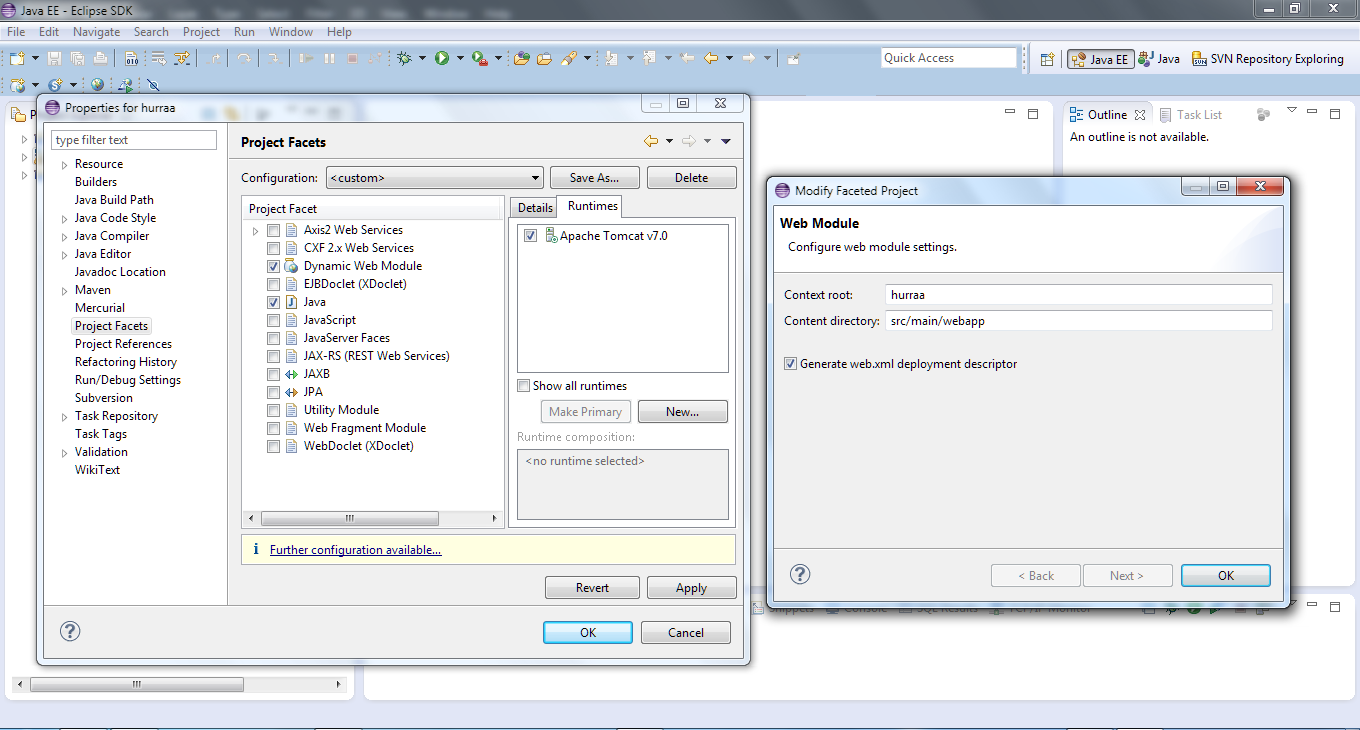 Java EE - Eclipse SDK
File Edit Navigate Search Project Run Window Help
Quick Access
Java EE Java SVN Repository Exploring
Properties for hurraa
type filter text
Resource
Builders
Java Build Path
Java Code Style
Java Compiler
Java Editor
Javadoc Location
Maven
Mercurial
Project Facets
Project References
Refactoring History
Run/Debug Settings
Subversion
Task Repository
Task Tags
Validation
WikiText
Project Facets
Configuration: <custom> Save As... Delete
Project Facet
Axis2 Web Services
CXF 2.x Web Services
Dynamic Web Module
EJBDoclet (XDoclet)
Java
JavaScript
JavaServer Faces
JAX-RS (REST Web Services)
JAXB
JPA
Utility Module
Web Fragment Module
WebDoclet (XDoclet)
Details Runtimes
Apache Tomcat v7.0
Show all runtimes
Make Primary New...
Runtime composition:
<no runtime selected>
Further configuration available...
Revert Apply
OK Cancel
Outline Task List
An outline is not available.
Modify Faceted Project
Web Module
Configure web module settings.
Context root: hurraa
Content directory: src/main/webapp
Generate web.xml deployment descriptor
< Back Next > OK
Snippets Console SQL Results TCP/IP Monitor